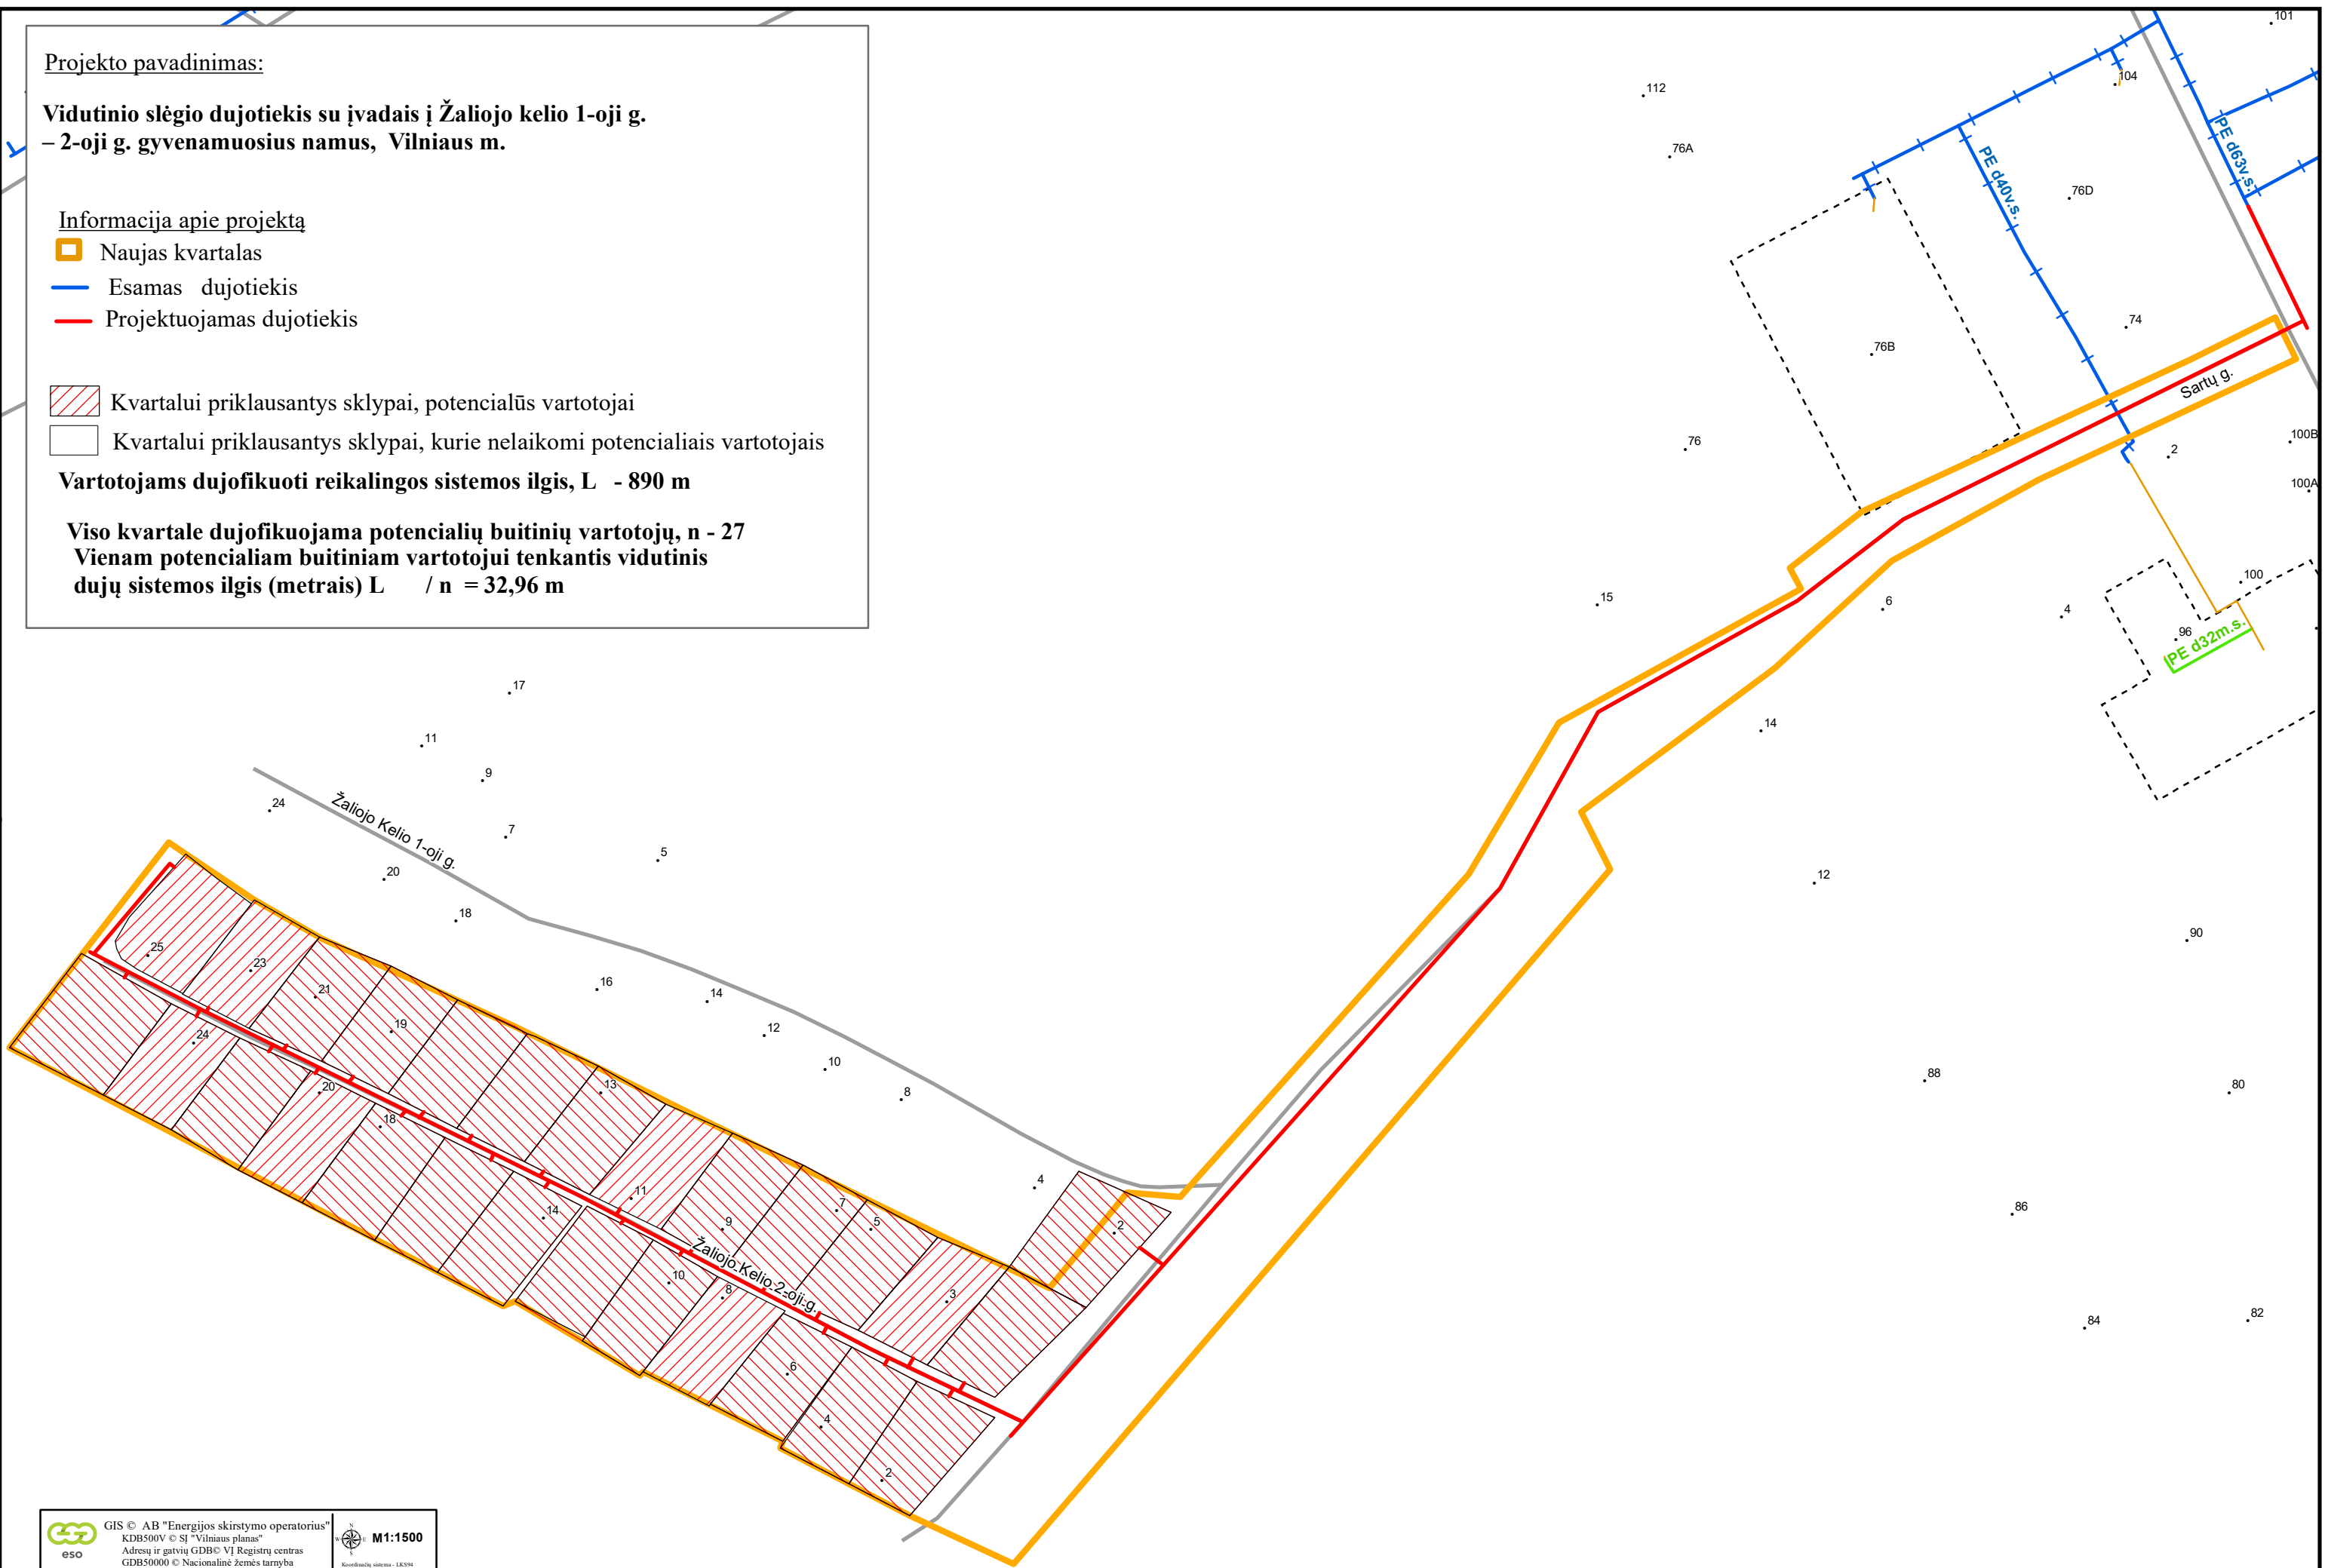 Projekto pavadinimas:
Vidutinio slėgio dujotiekis su įvadais į Žaliojo kelio 1-oji g.
– 2-oji g. gyvenamuosius namus, Vilniaus m.
Informacija apie projektą
Naujas kvartalas
Esamas dujotiekis
Projektuojamas dujotiekis
Kvartalui priklausantys sklypai, potencialūs vartotojai
Kvartalui priklausantys sklypai, kurie nelaikomi potencialiais vartotojais
Vartotojams dujofikuoti reikalingos sistemos ilgis, L - 890 m
Viso kvartale dujofikuojama potencialių buitinių vartotojų, n - 27
Vienam potencialiam buitiniam vartotojui tenkantis vidutinis
dujų sistemos ilgis (metrais) L / n = 32,96 m
101
104
112
76A
PE d63v.s.
PE d40v.s.
76D
74
76B
Sartų g.
76
2
100B
100A
100
15
6
4
96
PE d32m.s.
17
11
14
9
24
Žaliojo Kelio 1-oji g.
7
5
20
12
18
90
25
23
21
16
14
19
24
12
10
88
80
20
13
8
18
4
11
7
86
14
9
5
2
Žaliojo Kelio 2-oji g.
10
8
3
84
82
6
4
2
GIS © AB "Energijos skirstymo operatorius"
KDB500V © SĮ "Vilniaus planas"
Adresų ir gatvių GDB© VĮ Registrų centras
GDB50000 © Nacionalinė žemės tarnyba
eso
N
W
E
S
M1:1500
Koordinačių sistema - LKS94